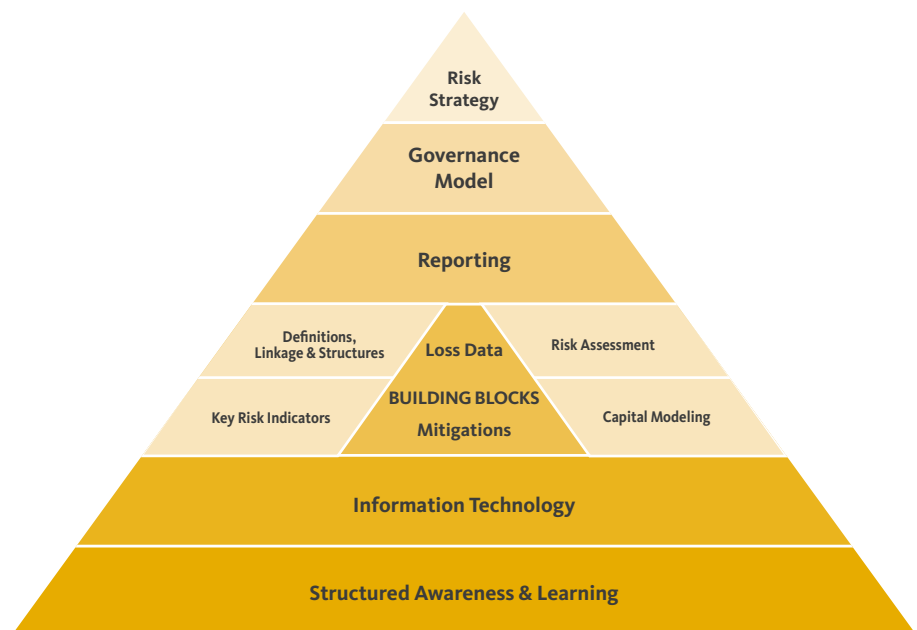 Risk
Strategy
Governance
Model
Reporting
Definitions,
Linkage & Structures
Loss Data
Risk Assessment
BUILDING BLOCKS
Key Risk Indicators
Mitigations
Capital Modeling
Information Technology
Structured Awareness & Learning